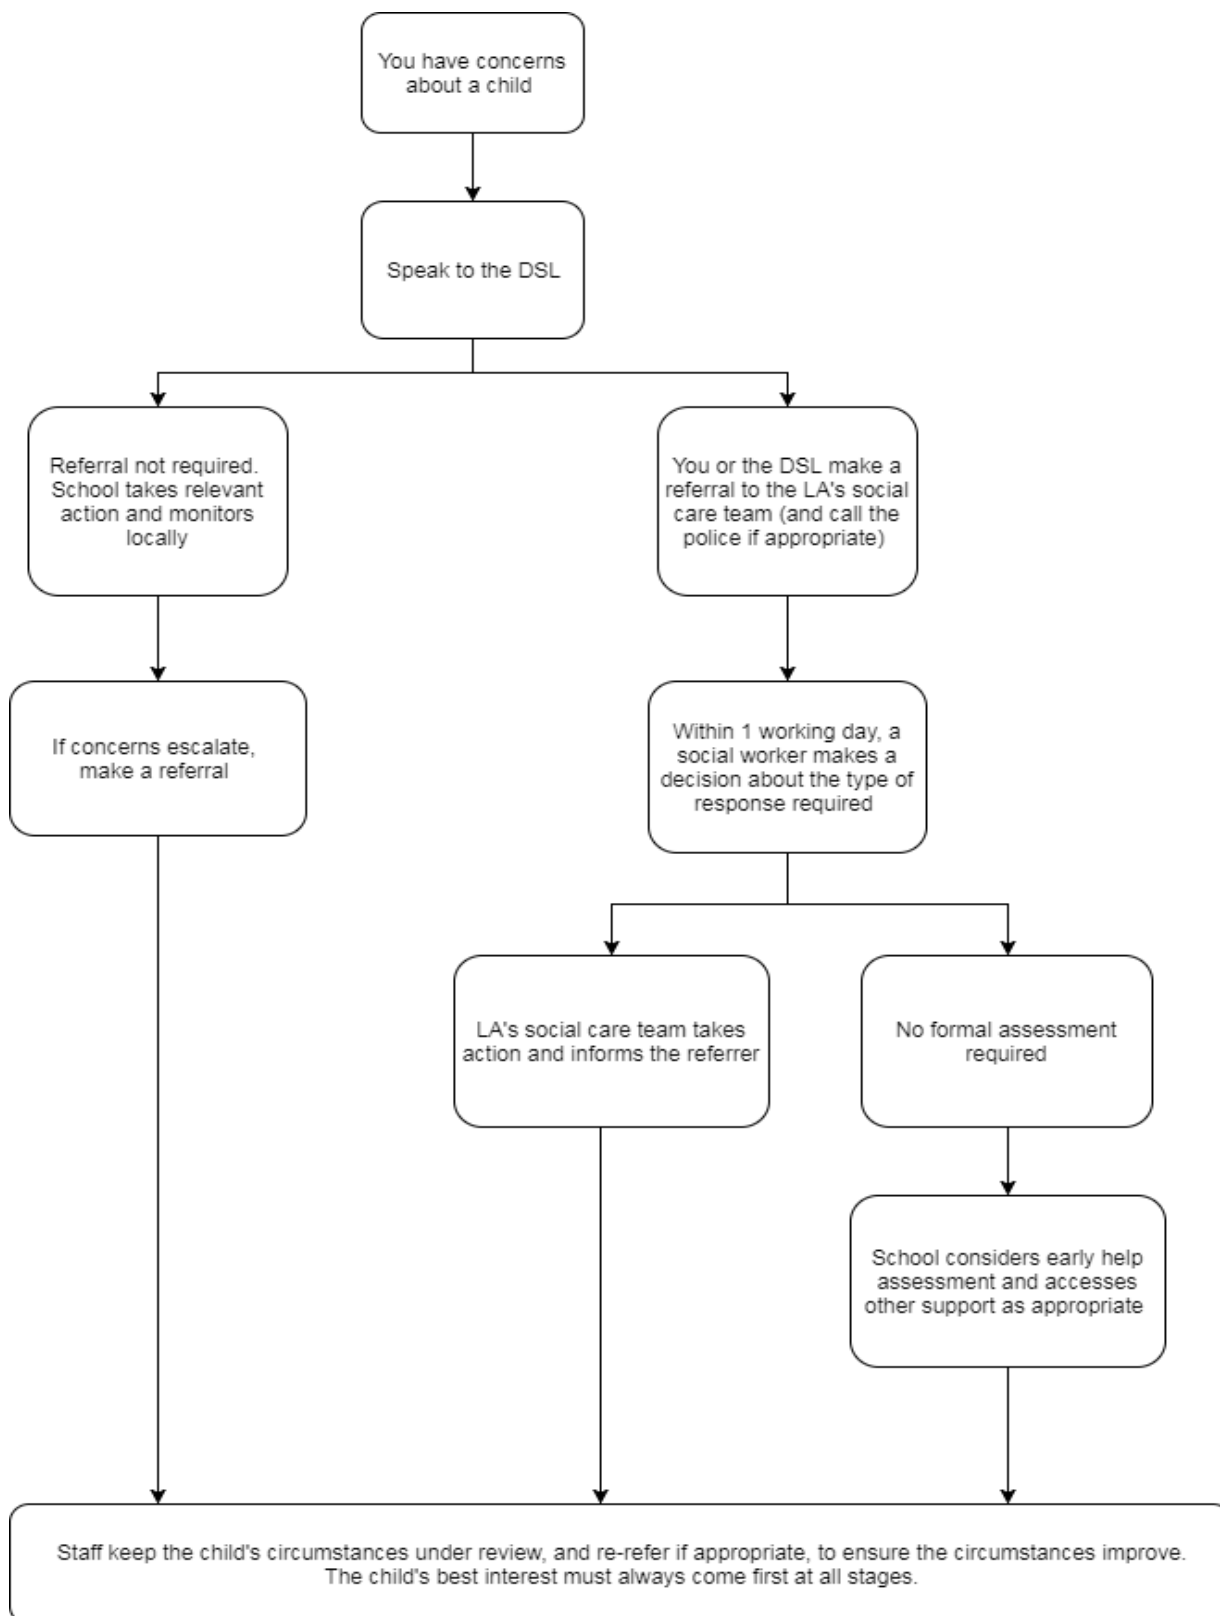 You have concerns
about a child
Speak to the DSL
Referral not required.
School takes relevant
action and monitors
locally
You or the DSL make a
referral to the LA's social
care team (and call the
police if appropriate)
If concerns escalate,
make a referral
Within 1 working day, a
social worker makes a
decision about the type of
response required
LA's social care team takes
action and informs the referrer
No formal assessment
required
School considers early help
assessment and accesses
other support as appropriate
Staff keep the child's circumstances under review, and re-refer if appropriate, to ensure the circumstances improve.
The child's best interest must always come first at all stages.